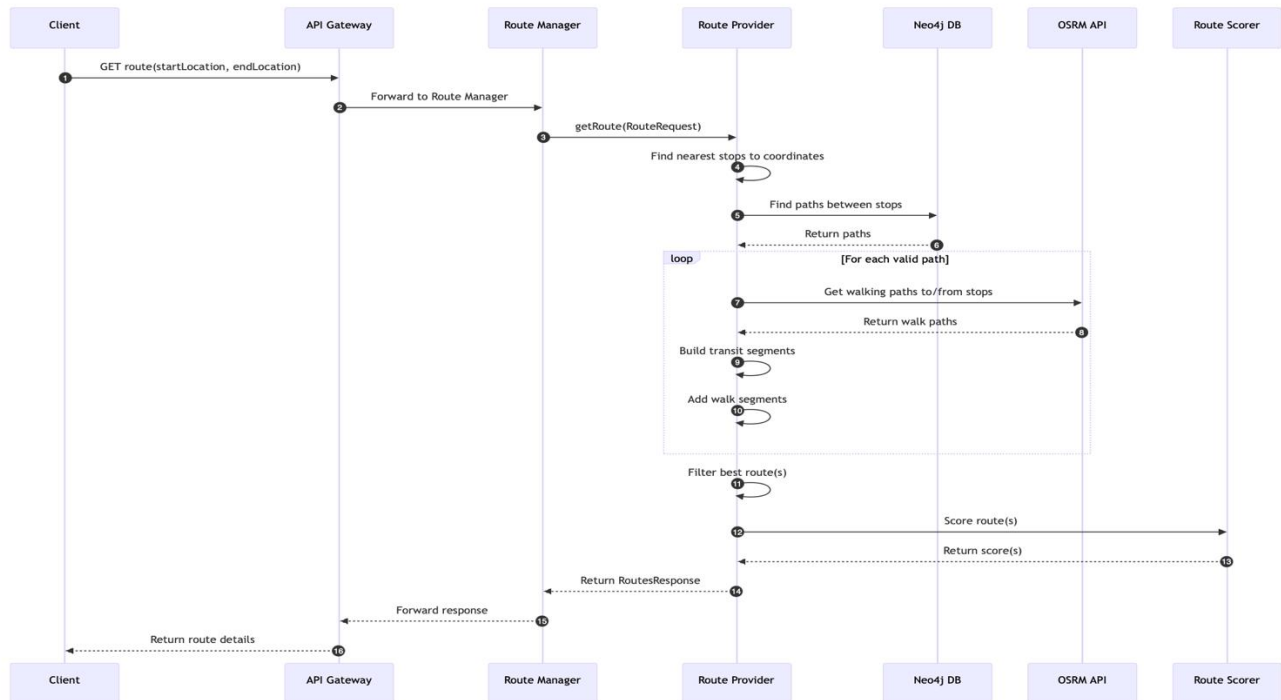 Client
API Gateway
Route Manager
Route Provider
Neo4j DB
OSRM API
Route Scorer
GET route(startLocation, endLocation)
1
Forward to Route Manager
2
getRoute(RouteRequest)
3
Find nearest stops to coordinates
4
Find paths between stops
5
Return paths
6
loop
[For each valid path]
Get walking paths to/from stops
7
Return walk paths
8
Build transit segments
9
Add walk segments
10
Filter best route(s)
11
Score route(s)
12
Return score(s)
13
Return RoutesResponse
14
Forward response
15
Return route details
16
Client
API Gateway
Route Manager
Route Provider
Neo4j DB
OSRM API
Route Scorer